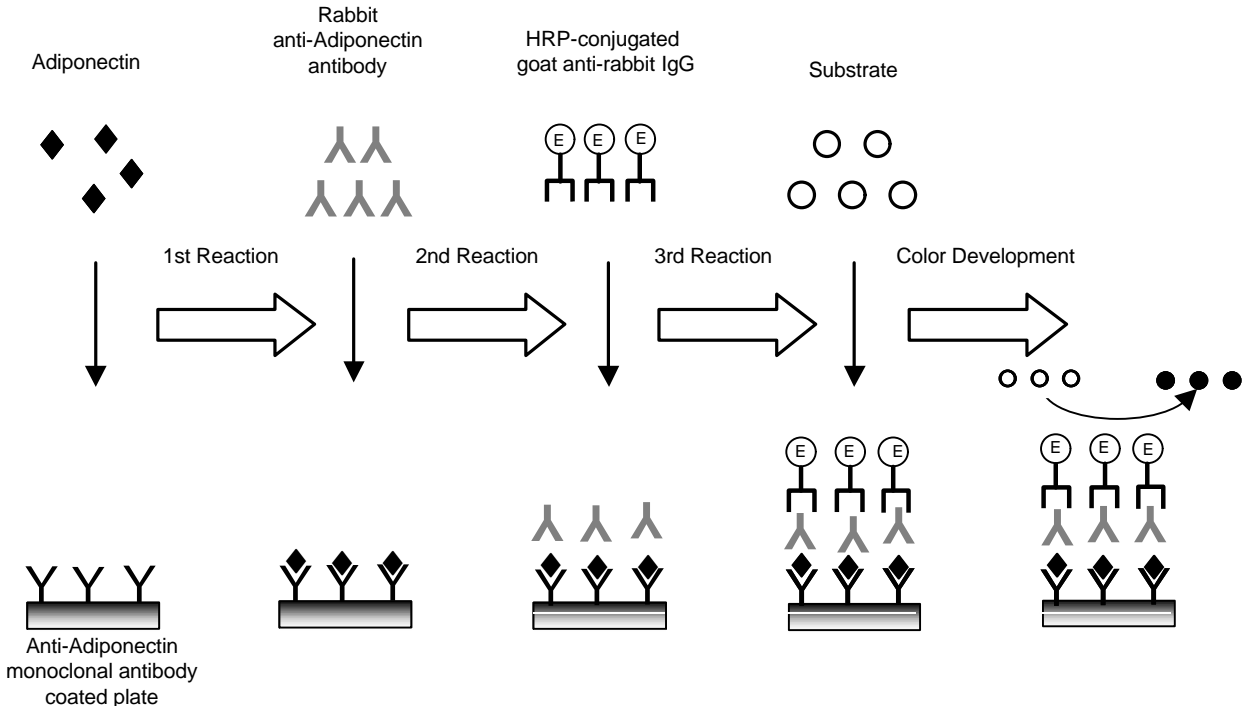 Adiponectin
Rabbit
anti-Adiponectin
antibody
HRP-conjugated
goat anti-rabbit IgG
Substrate
E E E
1st Reaction
2nd Reaction
3rd Reaction
Color Development
E E E
E E E
Anti-Adiponectin
monoclonal antibody
coated plate